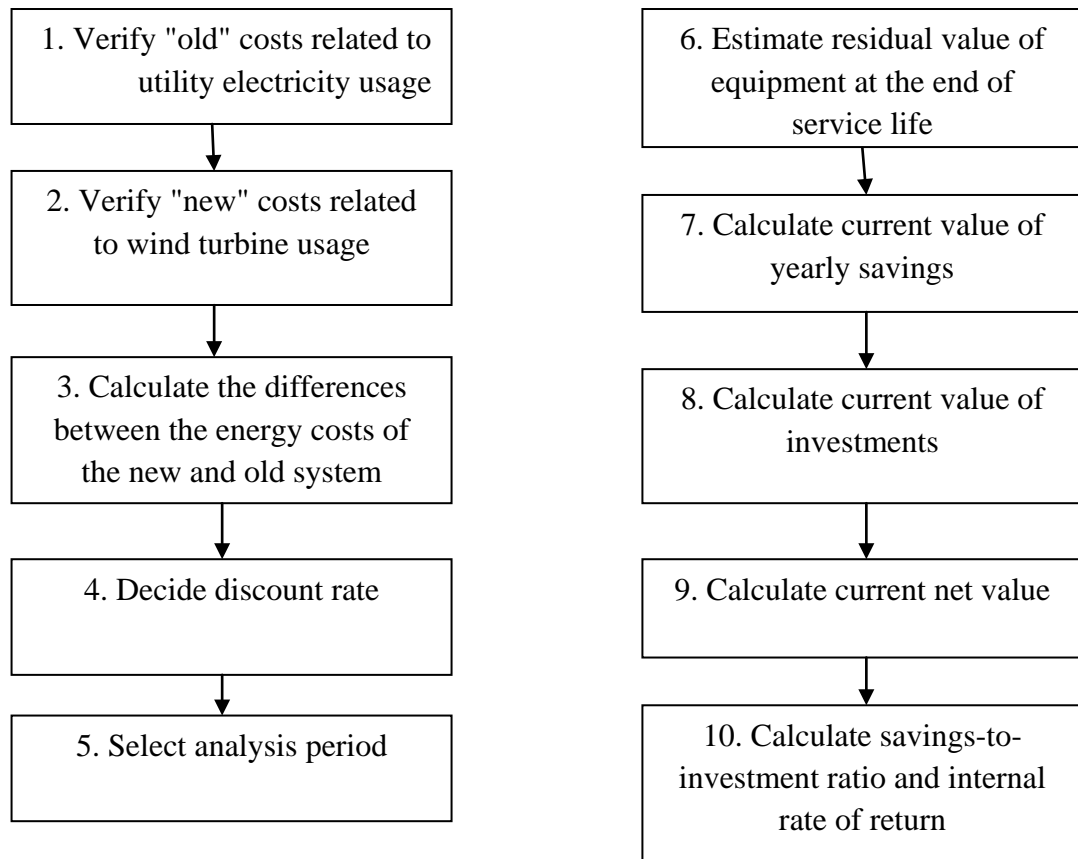 1. Verify "old" costs related to
utility electricity usage
2. Verify "new" costs related
to wind turbine usage
3. Calculate the differences
between the energy costs of
the new and old system
4. Decide discount rate
5. Select analysis period
6. Estimate residual value of
equipment at the end of
service life
7. Calculate current value of
yearly savings
8. Calculate current value of
investments
9. Calculate current net value
10. Calculate savings-to-
investment ratio and internal
rate of return